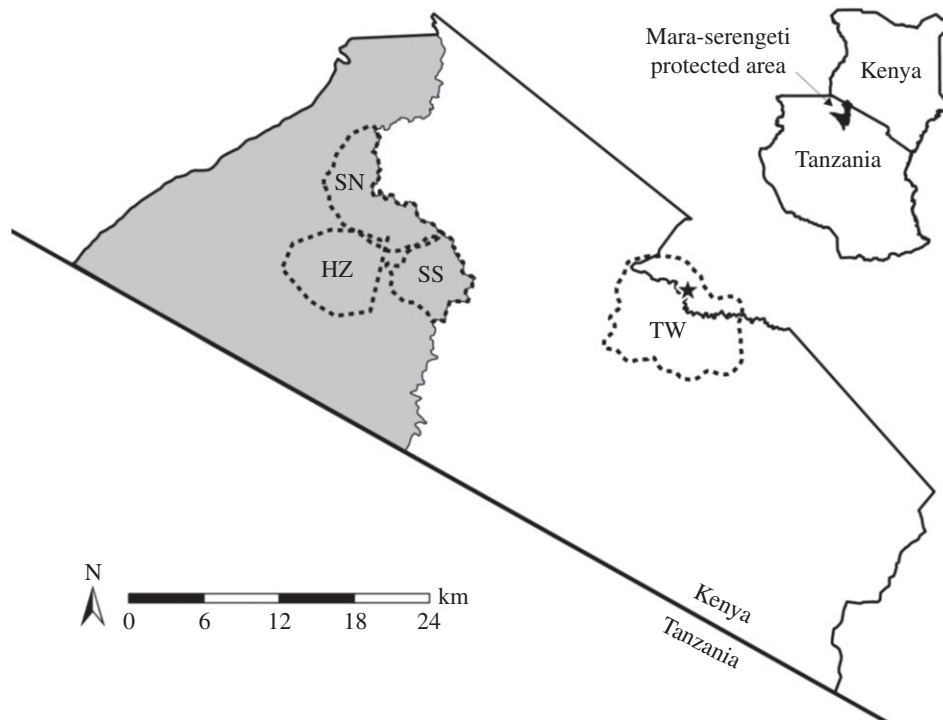 Mara-serengeti
protected area
Kenya
Tanzania
SN
HZ
SS
TW
N
km
0 6 12 18 24
Kenya
Tanzania